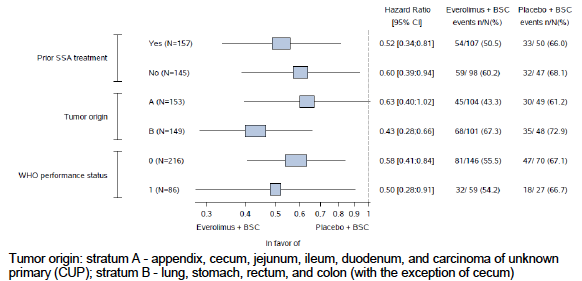 Hazard Ratio Everolimus + BSC Placebo + BSC
[95% CI] events n/N(%) events n/N(%)
Yes (N=157) 0.52 [0.34;0.81] 54/107 (50.5) 33/ 50 (66.0)
Prior SSA treatment
No (N=145) 0.60 [0.39;0.94] 59/ 98 (60.2) 32/ 47 (68.1)
A (N=153) 0.63 [0.40;1.02] 45/104 (43.3) 30/ 49 (61.2)
Tumor origin
B (N=149) 0.43 [0.28;0.66] 68/101 (67.3) 35/ 48 (72.9)
0 (N=216) 0.58 [0.41;0.84] 81/146 (55.5) 47/ 70 (67.1)
WHO performance status
1 (N=86) 0.50 [0.28;0.91] 32/ 59 (54.2) 18/ 27 (66.7)
0.3 0.4 0.5 0.6 0.7 0.8 0.9 1
Everolimus + BSC Placebo + BSC
In favor of
Tumor origin: stratum A - appendix, cecum, jejunum, ileum, duodenum, and carcinoma of unknown
primary (CUP); stratum B - lung, stomach, rectum, and colon (with the exception of cecum)